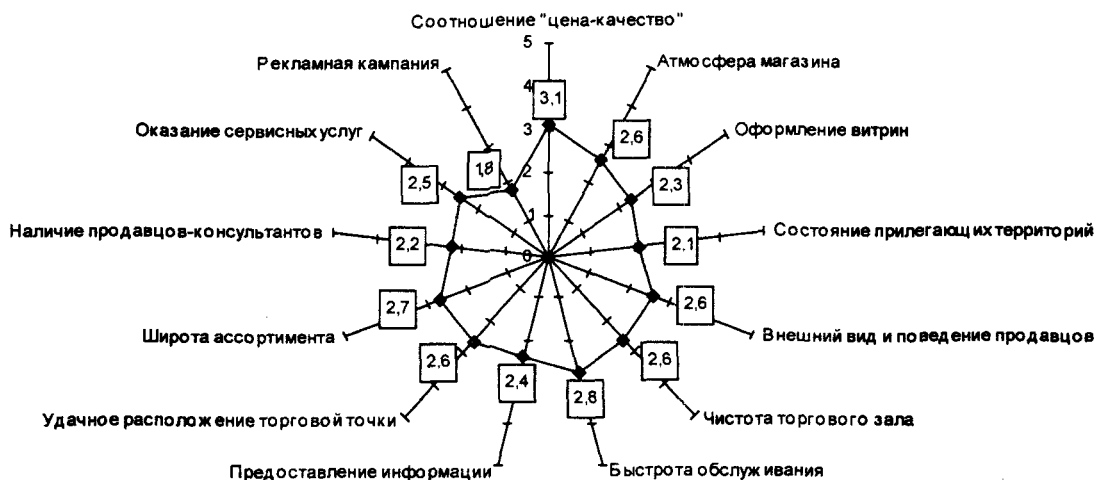 Соотношение "цена-качество"
5
Рекламная кампания
Атмосфера магазина
4
3,1
Оказание сервисных услуг
3
2,6
Оформление витрин
1,8
2
2,5
2,3
Наличие продавцов-консультантов
2,2
1
2,1
Состояние прилегающих территорий
0
2,7
2,6
Широта ассортимента
Внешний вид и поведение продавцов
2,6
2,4
2,8
2,6
Удачное расположение торговой точки
Чистота торгового зала
Предоставление информации
Быстрота обслуживания